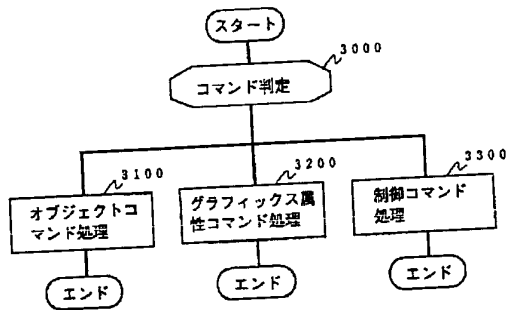 スタート
3000
コマンド判定
3100
オブジェクトコ
マンド処理
3200
グラフィックス属
性コマンド処理
3300
制御コマンド
処理
エンド
エンド
エンド